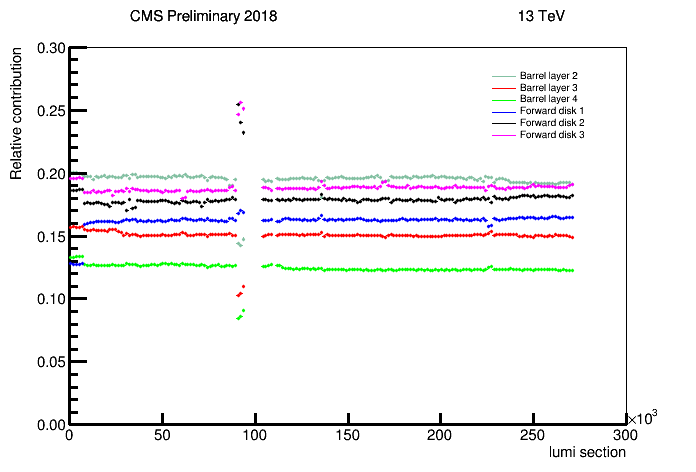 CMS Preliminary 2018 13 TeV
Relative contribution
0.30
0.25
0.20
0.15
0.10
0.05
0.00
Barrel layer 2
Barrel layer 3
Barrel layer 4
Forward disk 1
Forward disk 2
Forward disk 3
0 50 100 150 200 250 300
×10³
lumi section